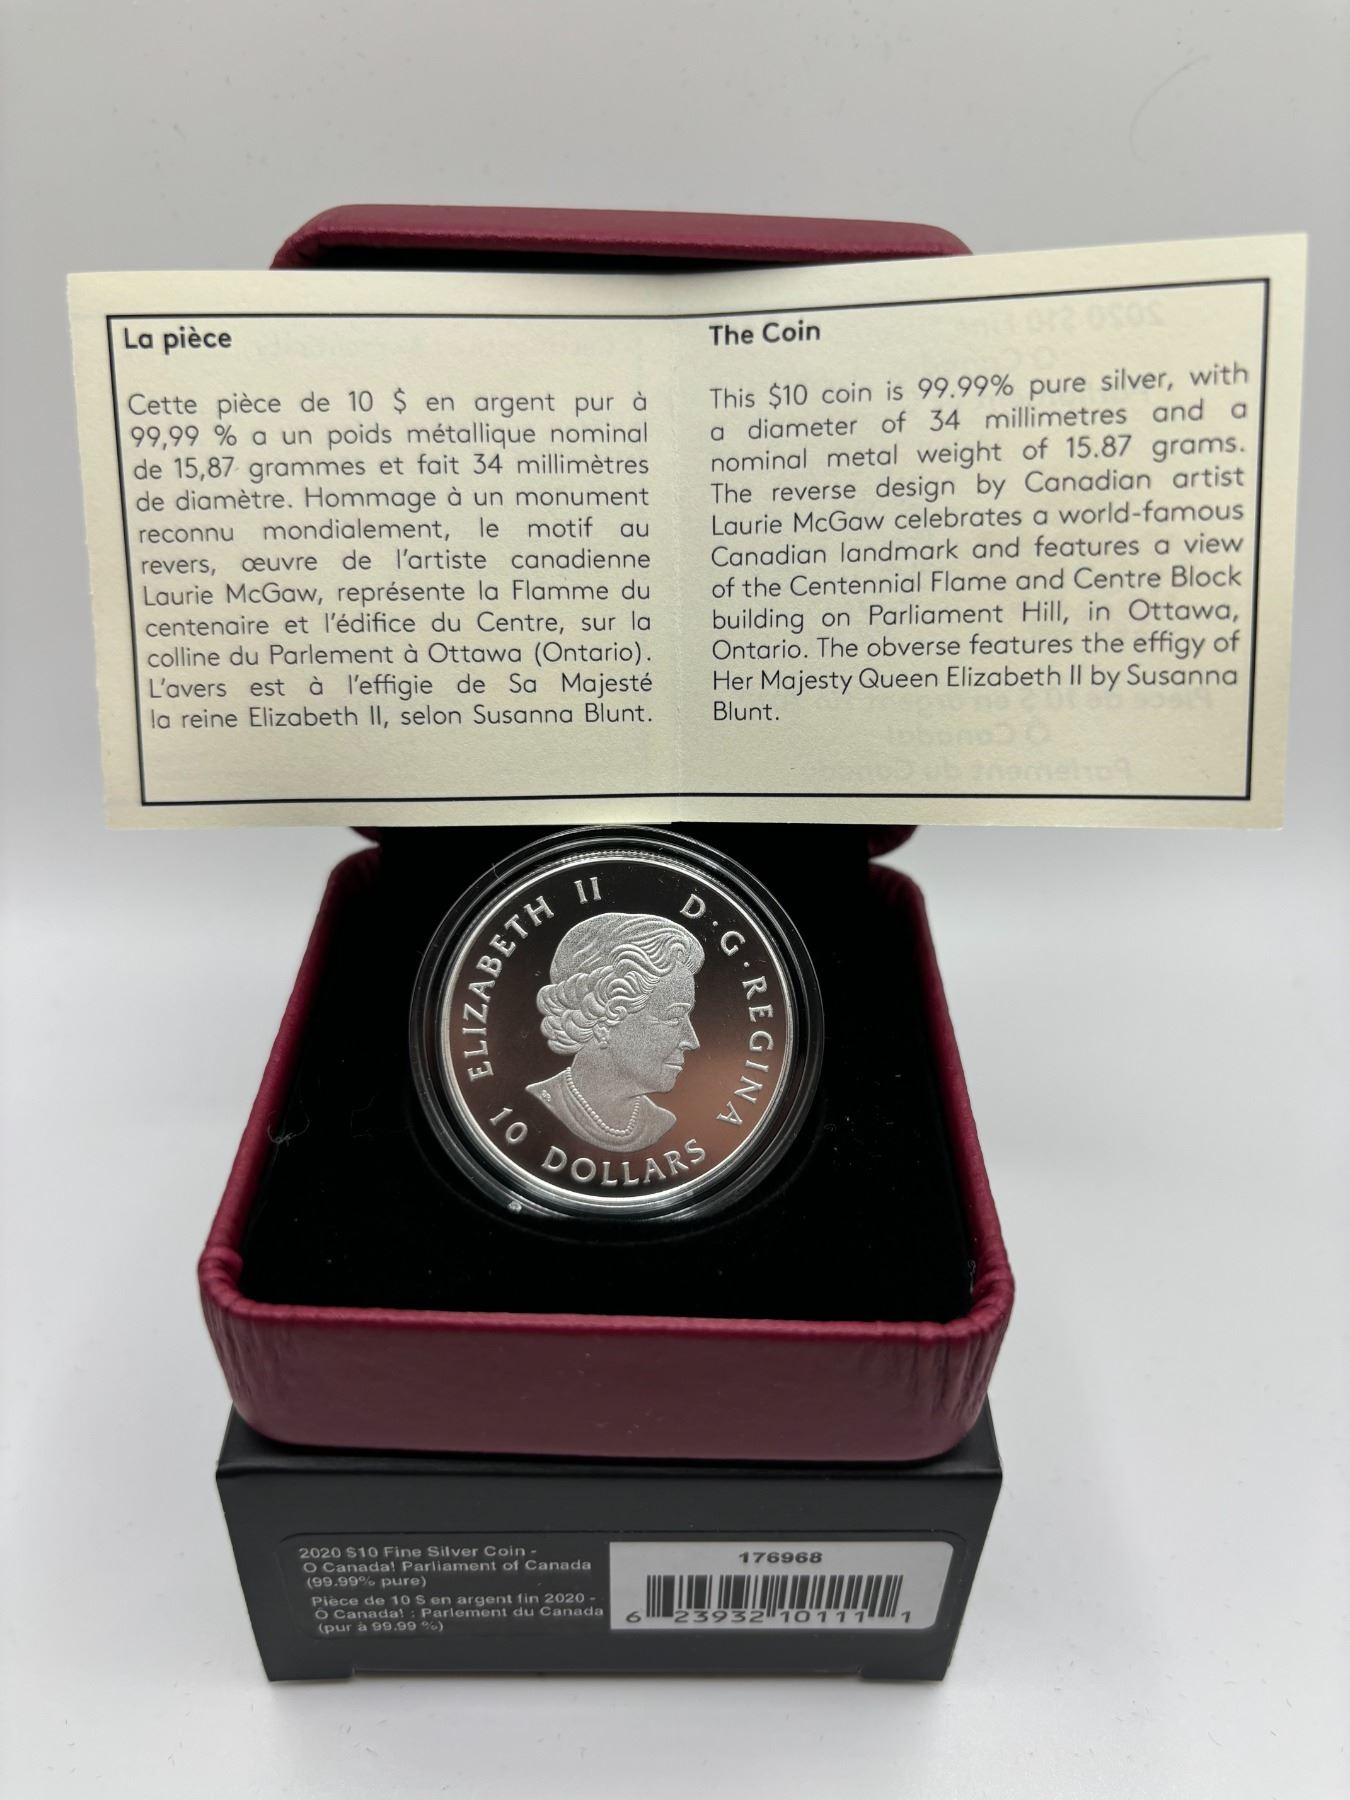 La pièce
Cette pièce de 10 $ en argent pur à
99,99 % a un poids métallique nominal
de 15,87 grammes et fait 34 millimètres
de diamètre. Hommage à un monument
reconnu mondialement, le motif au
revers, œuvre de l'artiste canadienne
Laurie McGaw, représente la Flamme du
centenaire et l'édifice du Centre, sur la
colline du Parlement à Ottawa (Ontario).
L'avers est à l'effigie de Sa Majesté
la reine Elizabeth II, selon Susanna Blunt.
The Coin
This $10 coin is 99.99% pure silver, with
a diameter of 34 millimetres and a
nominal metal weight of 15.87 grams.
The reverse design by Canadian artist
Laurie McGaw celebrates a world-famous
Canadian landmark and features a view
of the Centennial Flame and Centre Block
building on Parliament Hill, in Ottawa,
Ontario. The obverse features the effigy of
Her Majesty Queen Elizabeth II by Susanna
Blunt.
ELIZABETH II D·G·REGINA
10 DOLLARS
2020 $10 Fine Silver Coin -
O Canada! Parliament of Canada
(99.99% pure)
Pièce de 10 $ en argent fin 2020 -
Ô Canada! : Parlement du Canada
(pur à 99.99 %)
176968
6 23932 10111 1